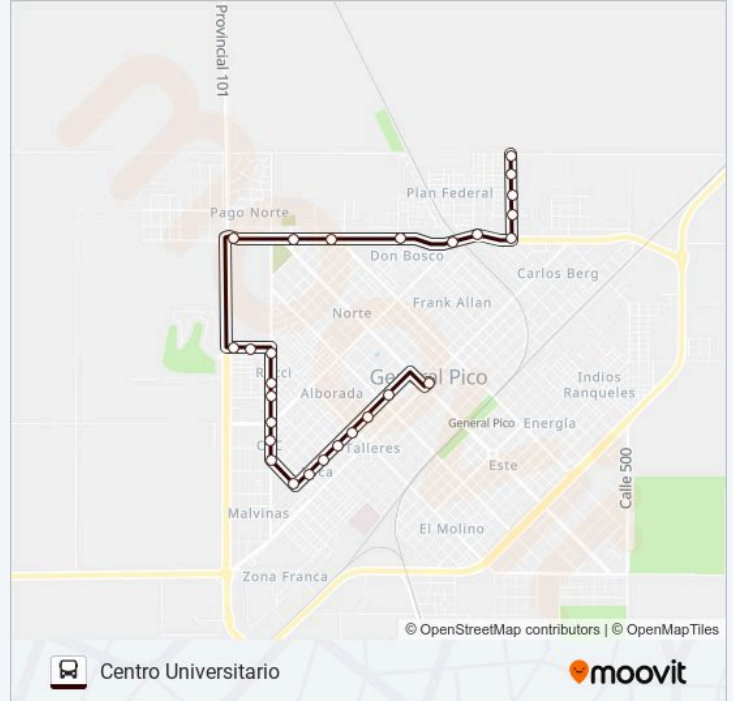 Provincial 101
Plan Federal
Pago Norte
Don Bosco
Carlos Berg
Frank Allan
Norte
General Pico
Indios
Ranqueles
Alborada
General Pico
Energía
Talleres
Este
Calle 500
Malvinas
El Molino
Zona Franca
© OpenStreetMap contributors | © OpenMapTiles
Centro Universitario
moovit